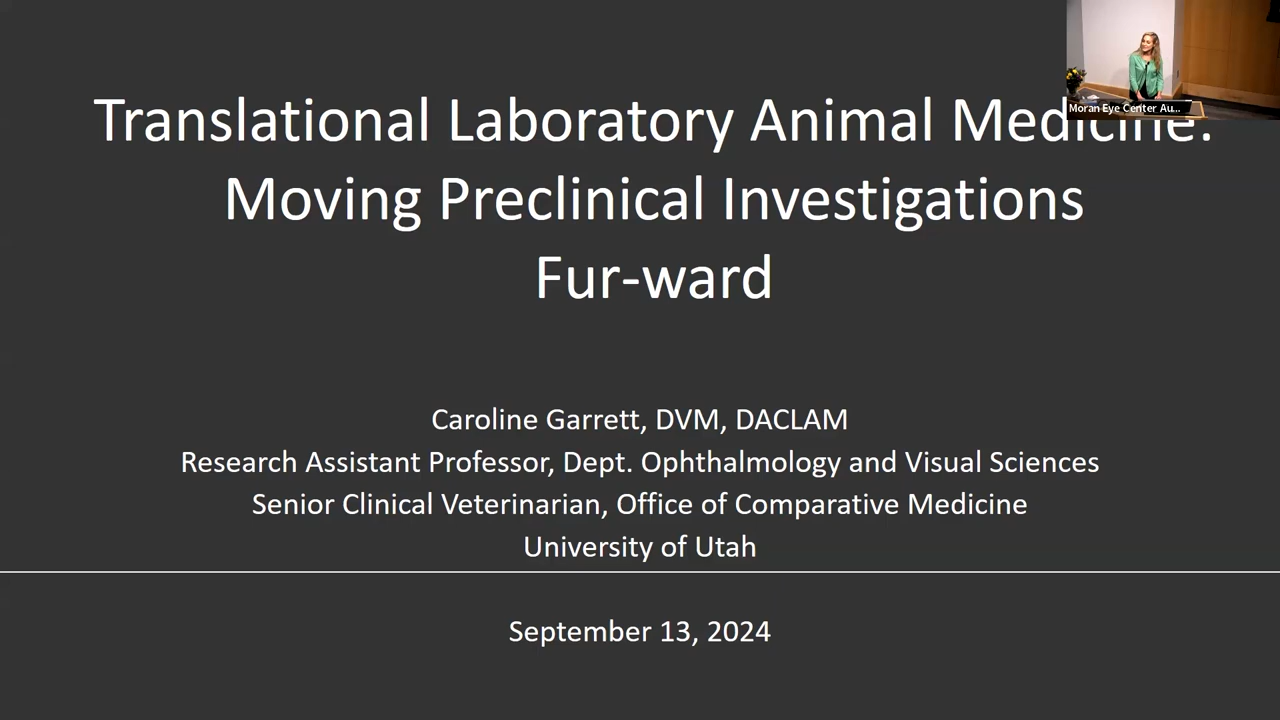 Translational Laboratory Animal Medicine:
Moving Preclinical Investigations
Fur-ward
Moran Eye Center Au...
Caroline Garrett, DVM, DACLAM
Research Assistant Professor, Dept. Ophthalmology and Visual Sciences
Senior Clinical Veterinarian, Office of Comparative Medicine
University of Utah
September 13, 2024